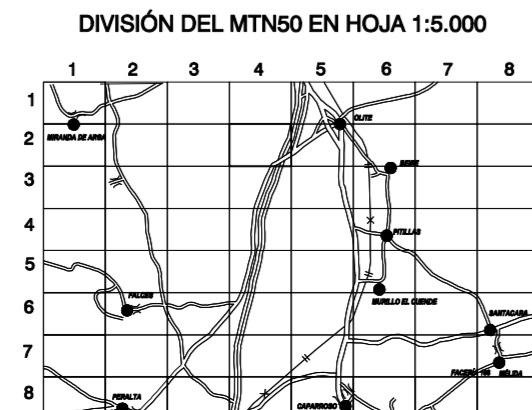 DIVISIÓN DEL MTN50 EN HOJA 1:5.000
1 2 3 4 5 6 7 8
1
2
3
4
5
6
7
8
OLITE
MIRANDA DE ARGA
BEIRE
PITILLAS
FALCES
MURILLO EL CUENDE
SANTACARA
FACERÍA
MÉLIDA
PERALTA
CAPARROSO